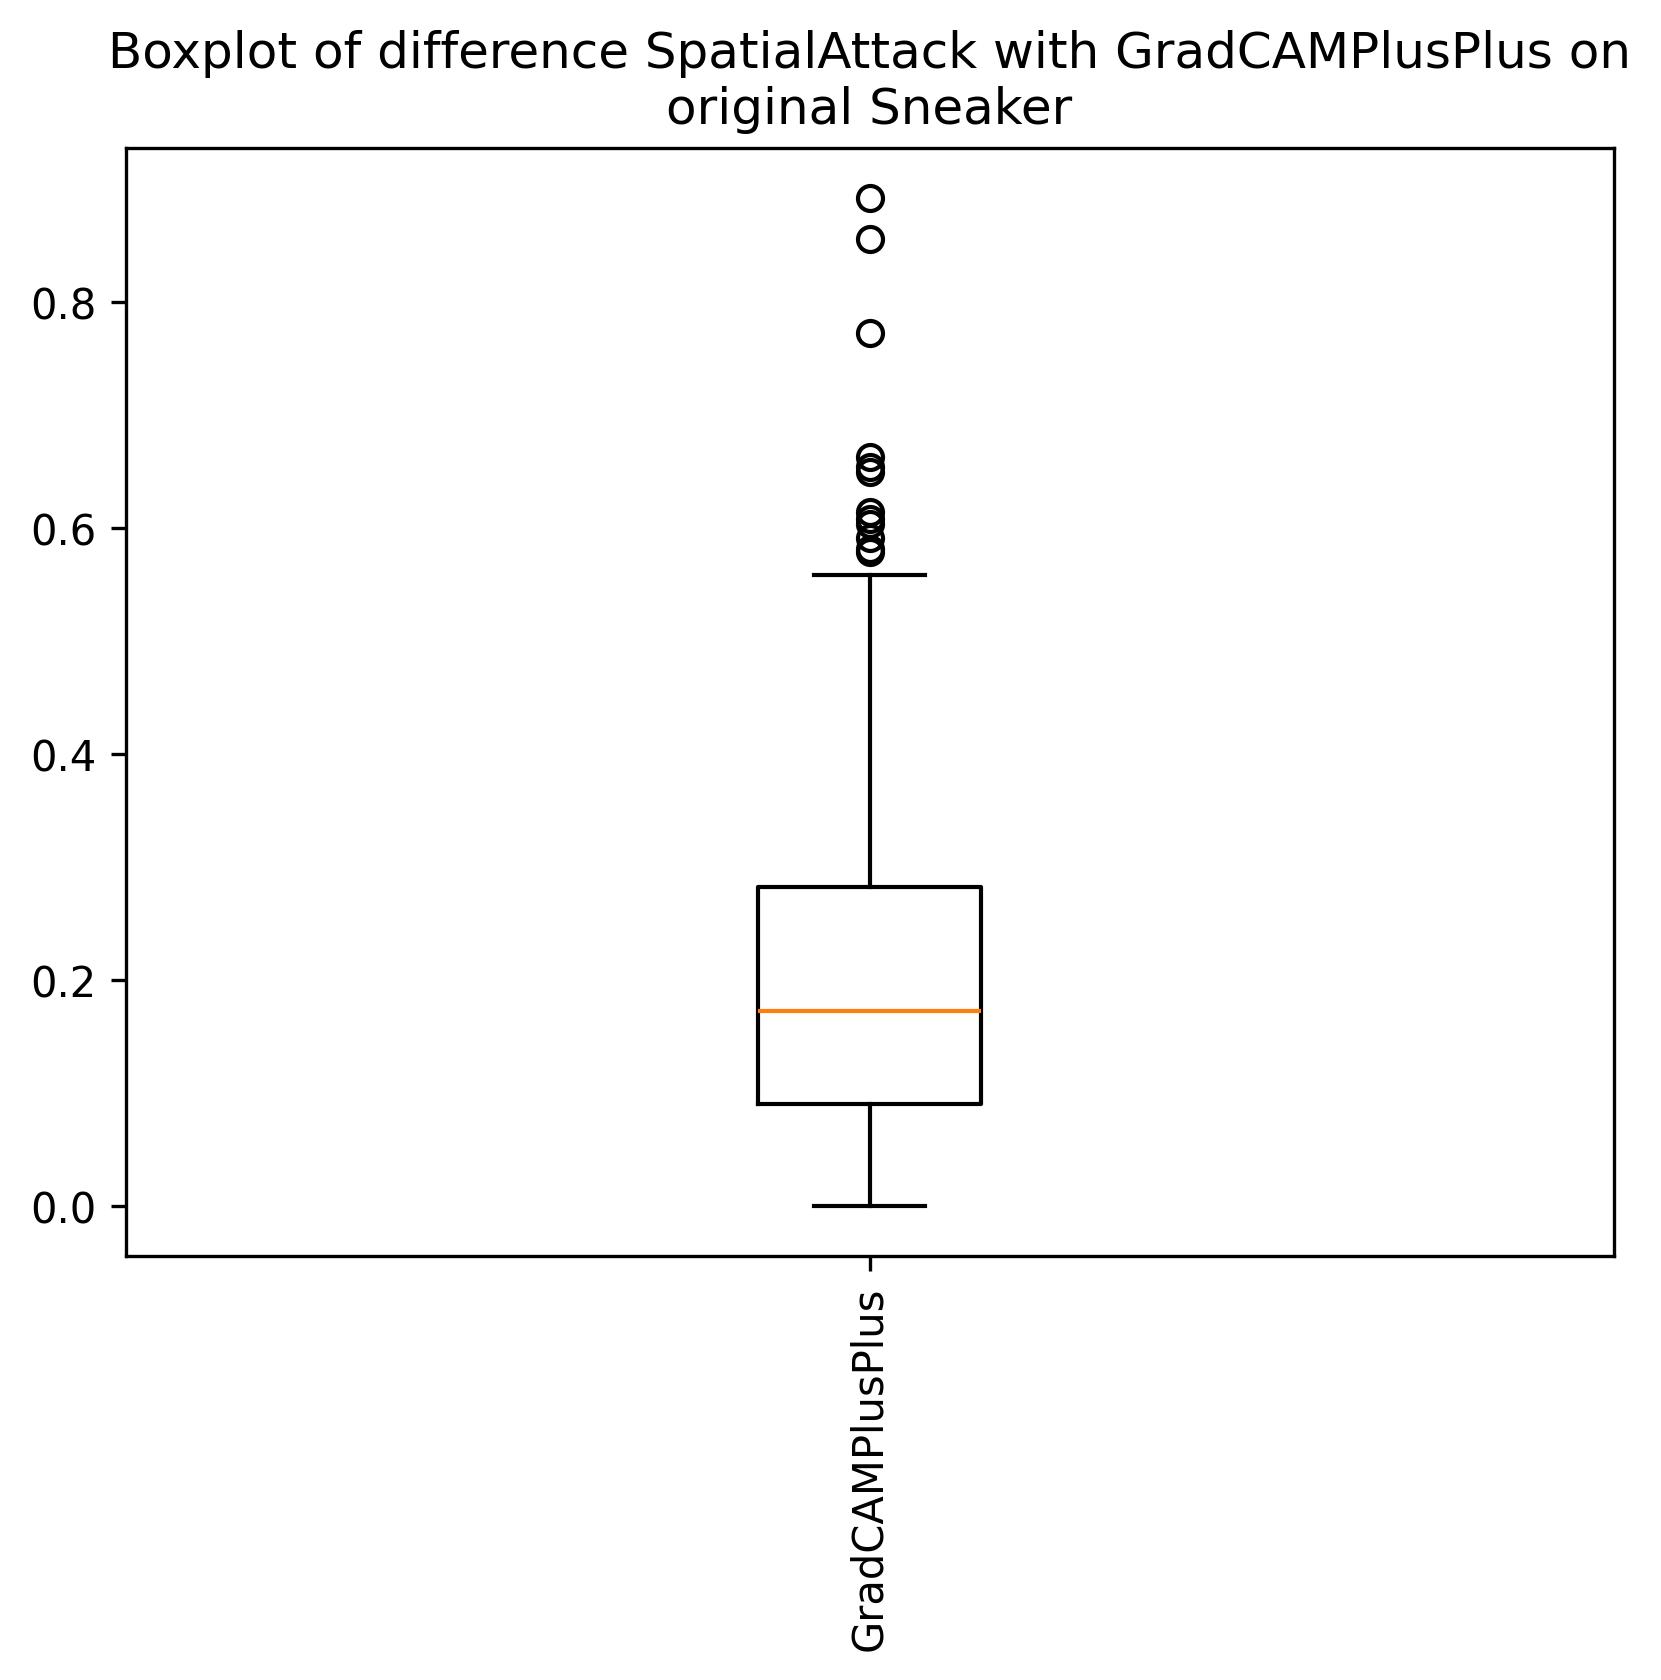 Boxplot of difference SpatialAttack with GradCAMPlusPlus on
original Sneaker
0.8
0.6
0.4
0.2
0.0
GradCAMPlusPlus